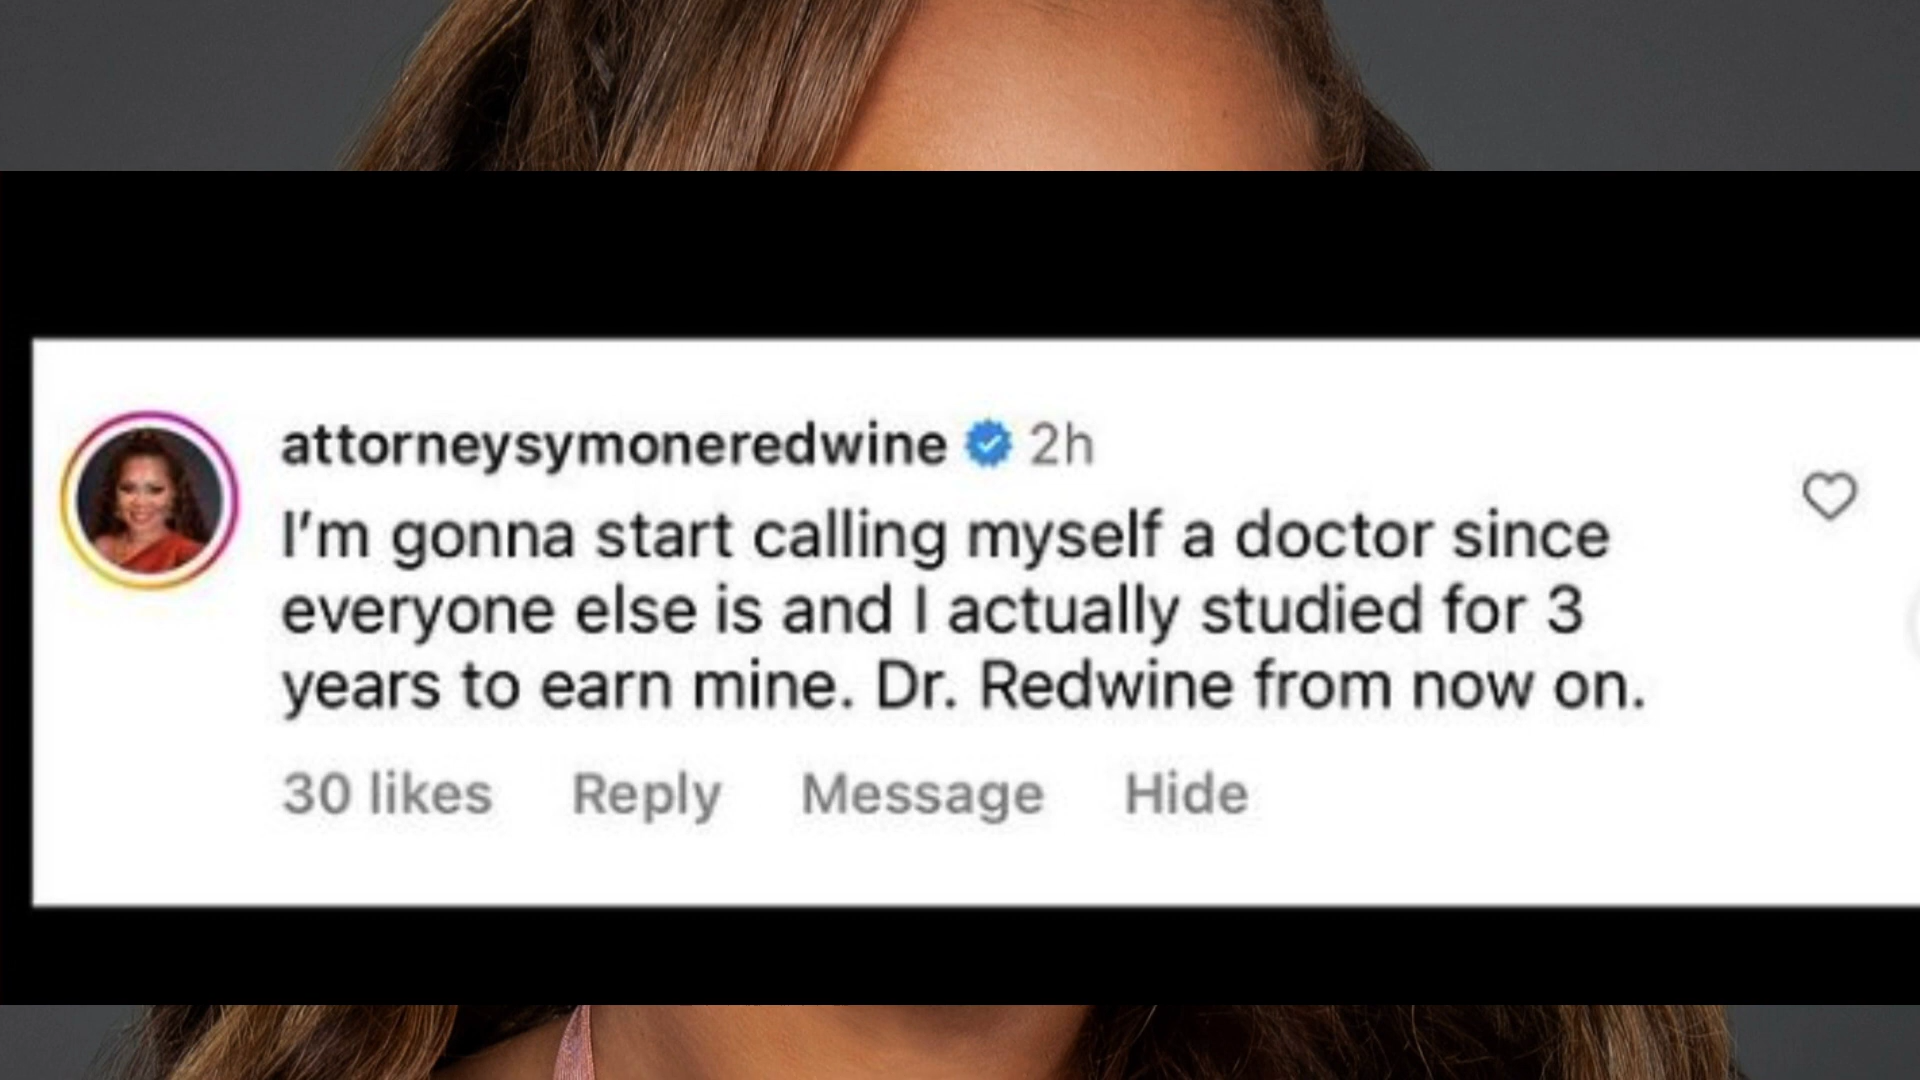 attorneysymoneredwine 2h
I'm gonna start calling myself a doctor since
everyone else is and I actually studied for 3
years to earn mine. Dr. Redwine from now on.
30 likes Reply Message Hide